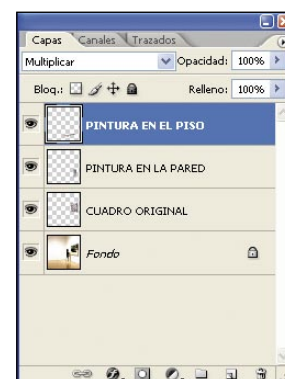 Capas Canales Trazados
Multiplicar Opacidad: 100%
Bloq.: Relleno: 100%
PINTURA EN EL PISO
PINTURA EN LA PARED
CUADRO ORIGINAL
Fondo